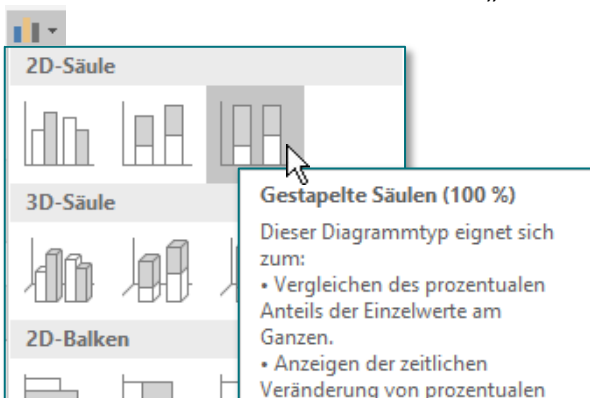 „
2D-Säule
3D-Säule
2D-Balken
Gestapelte Säulen (100 %)
Dieser Diagrammtyp eignet sich
zum:
• Vergleichen des prozentualen
Anteils der Einzelwerte am
Ganzen.
• Anzeigen der zeitlichen
Veränderung von prozentualen